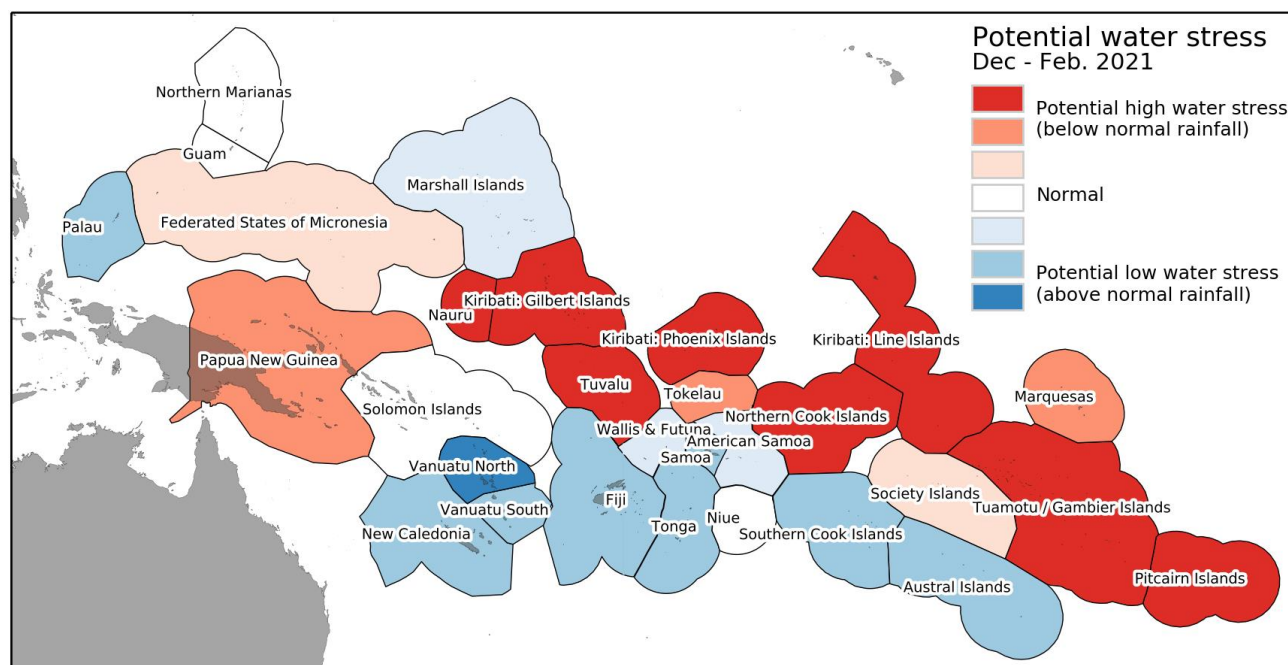 Potential water stress
Dec - Feb. 2021
Potential high water stress
(below normal rainfall)
Normal
Potential low water stress
(above normal rainfall)
Northern Marianas
Guam
Marshall Islands
Palau
Federated States of Micronesia
Nauru
Kiribati: Gilbert Islands
Kiribati: Phoenix Islands
Kiribati: Line Islands
Papua New Guinea
Tuvalu
Tokelau
Marquesas
Solomon Islands
Northern Cook Islands
Wallis & Futuna
American Samoa
Samoa
Vanuatu North
Society Islands
Vanuatu South
Fiji
Tuamotu / Gambier Islands
New Caledonia
Tonga
Niue
Southern Cook Islands
Austral Islands
Pitcairn Islands